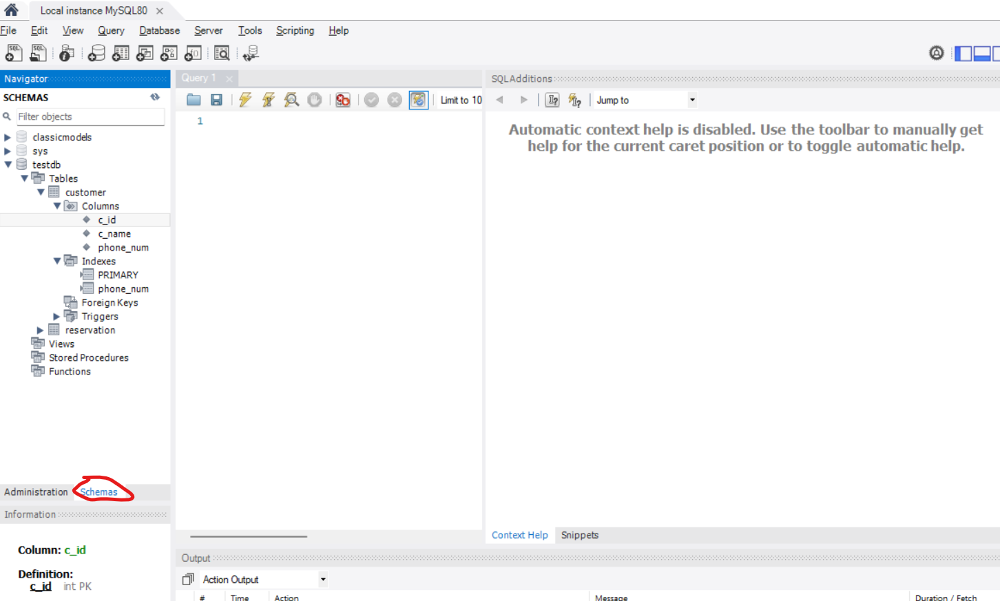 Local instance MySQL80
File Edit View Query Database Server Tools Scripting Help
Navigator
SCHEMAS
Filter objects
classicmodels
sys
testdb
Tables
customer
Columns
c_id
c_name
phone_num
Indexes
PRIMARY
phone_num
Foreign Keys
Triggers
reservation
Views
Stored Procedures
Functions
Administration Schemas
Information
Column: c_id
Definition:
c_id int PK
Query 1
Limit to 10
1
SQLAdditions
Jump to
Automatic context help is disabled. Use the toolbar to manually get
help for the current caret position or to toggle automatic help.
Context Help Snippets
Output
Action Output
# Time Action Message Duration / Fetch